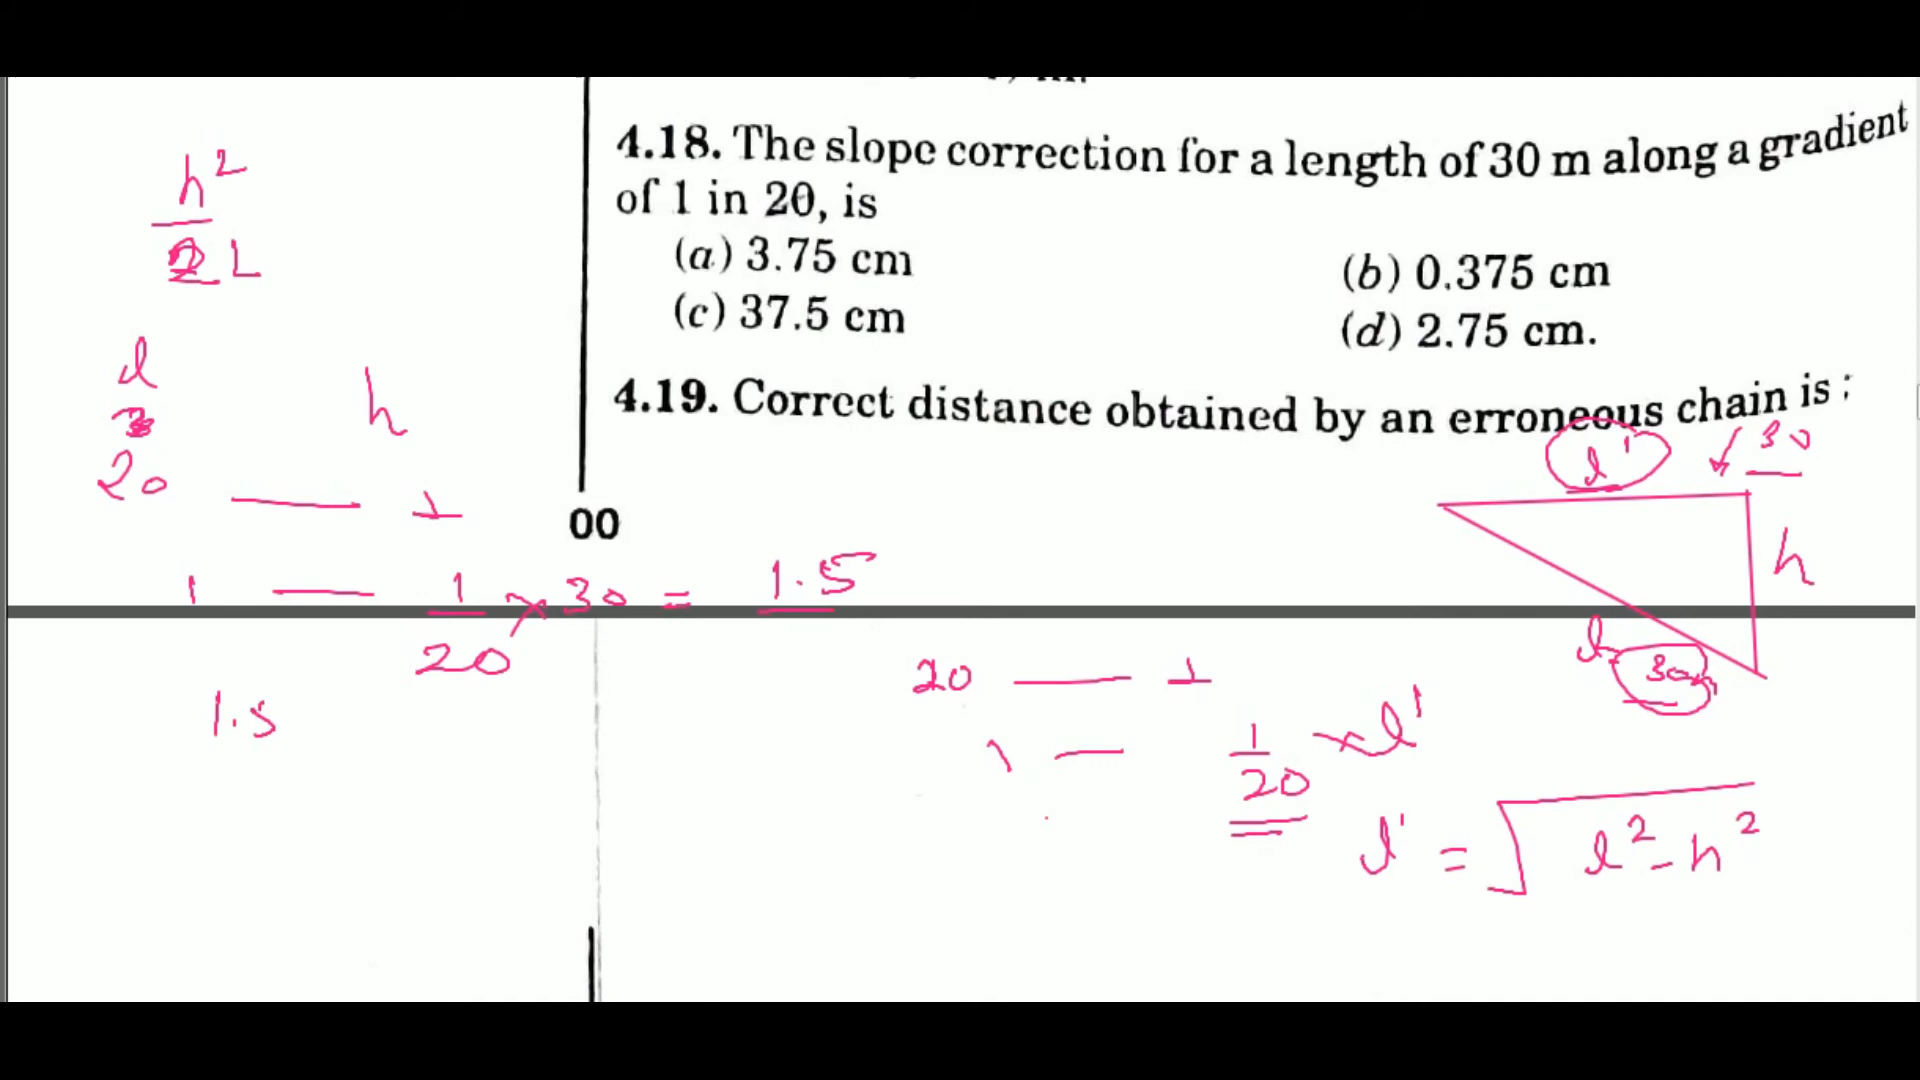 4.18. The slope correction for a length of 30 m along a gradient
of 1 in 20, is
(a) 3.75 cm
(b) 0.375 cm
(c) 37.5 cm
(d) 2.75 cm.
4.19. Correct distance obtained by an erroneous chain is :
00
h²
2L
l
h
20 — 1
1 — 1/20 × 30 = 1.5
1.5
l'
30
h
l
30m
20 — 1
1 — 1/20 × l'
l' = √l² - h²